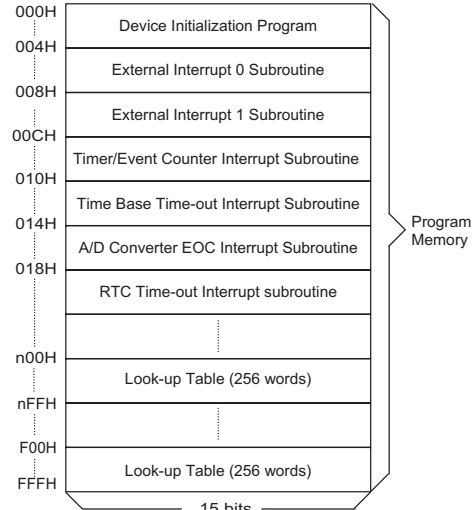 000H
Device Initialization Program
004H
External Interrupt 0 Subroutine
008H
External Interrupt 1 Subroutine
00CH
Timer/Event Counter Interrupt Subroutine
010H
Time Base Time-out Interrupt Subroutine
014H
A/D Converter EOC Interrupt Subroutine
018H
RTC Time-out Interrupt subroutine
Program
Memory
n00H
Look-up Table (256 words)
nFFH
F00H
Look-up Table (256 words)
FFFH
15 bits